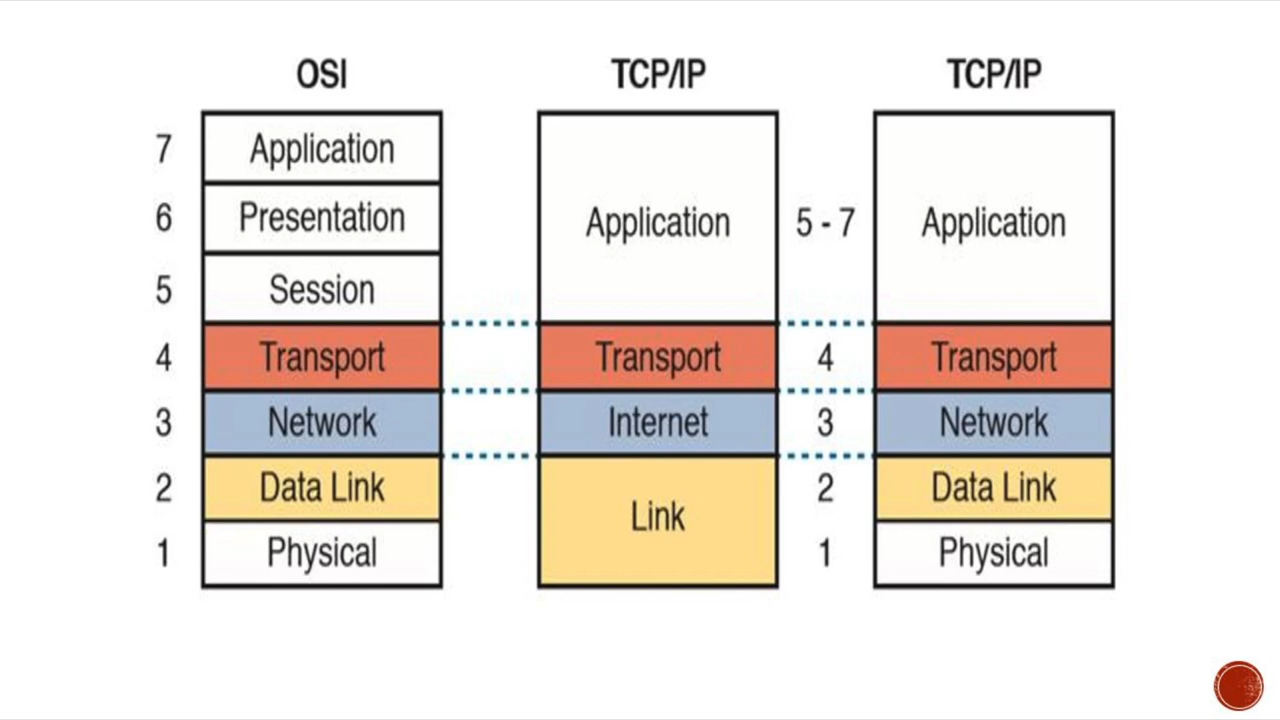 OSI TCP/IP TCP/IP
7 Application
6 Presentation Application 5 - 7 Application
5 Session
4 Transport Transport 4 Transport
3 Network Internet 3 Network
2 Data Link 2 Data Link
Link
1 Physical 1 Physical